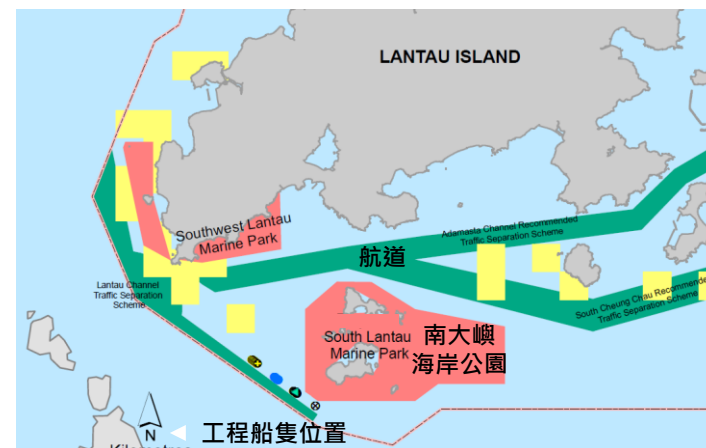 LANTAU ISLAND
Southwest Lantau
Marine Park
Adamasta Channel Recommended
Traffic Separation Scheme
航道
Lantau Channel
Traffic Separation
Scheme
South Cheung Chau Recommended
Traffic Separation Scheme
South Lantau
Marine Park
南大嶼
海岸公園
N
工程船隻位置